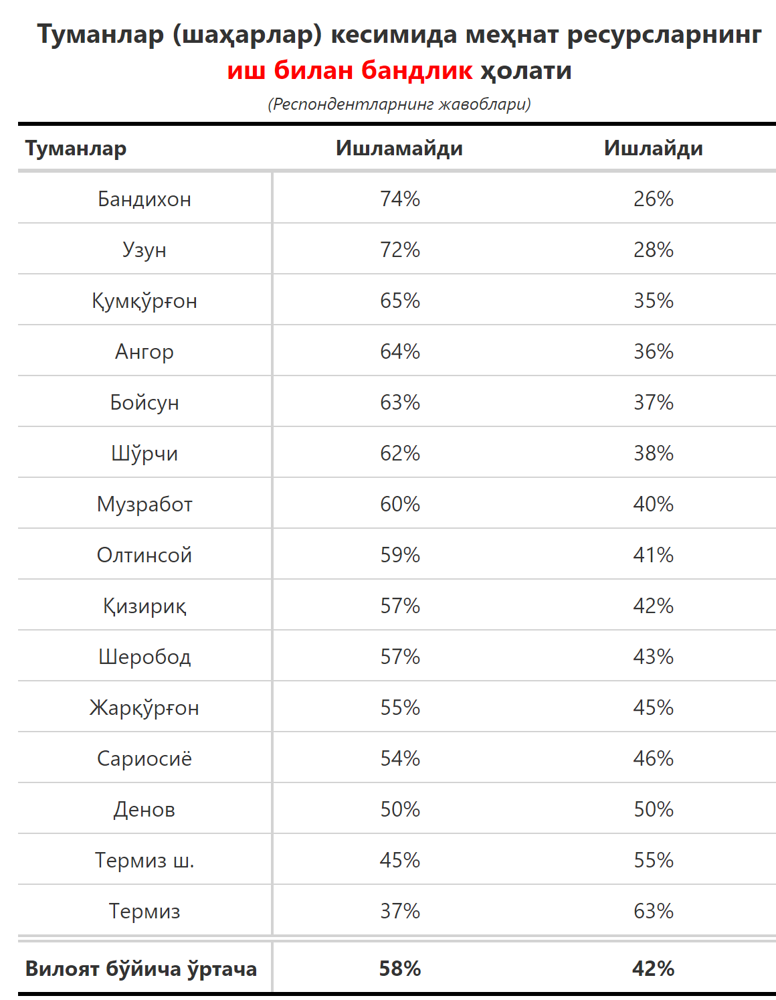 Туманлар (шаҳарлар) кесимида меҳнат ресурсларнинг
иш билан бандлик ҳолати
(Респондентларнинг жавоблари)
Туманлар Ишламайди Ишлайди
Бандихон 74% 26%
Узун 72% 28%
Қумқўрғон 65% 35%
Ангор 64% 36%
Бойсун 63% 37%
Шўрчи 62% 38%
Музработ 60% 40%
Олтинсой 59% 41%
Қизириқ 57% 42%
Шеробод 57% 43%
Жарқўрғон 55% 45%
Сариосиё 54% 46%
Денов 50% 50%
Термиз ш. 45% 55%
Термиз 37% 63%
Вилоят бўйича ўртача 58% 42%